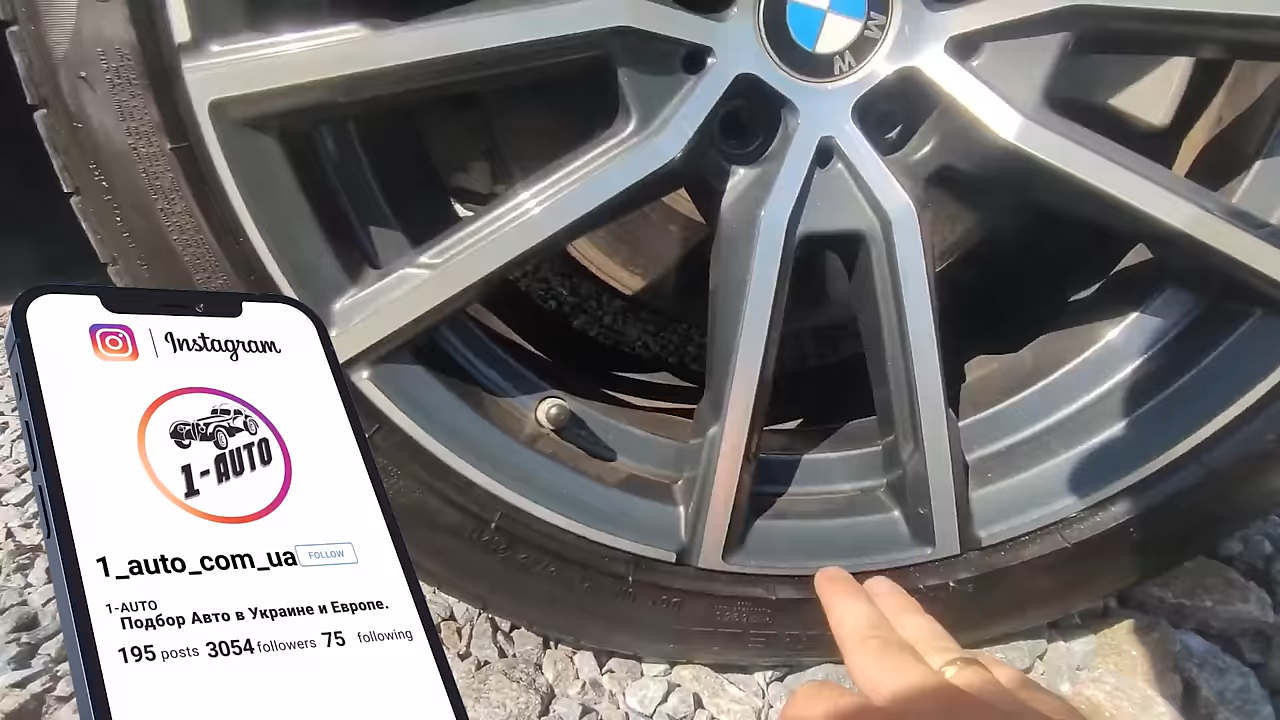 BMW
Instagram
1-AUTO
1_auto_com_ua FOLLOW
1-AUTO
Подбор Авто в Украине и Европе.
195 posts 3054 followers 75 following